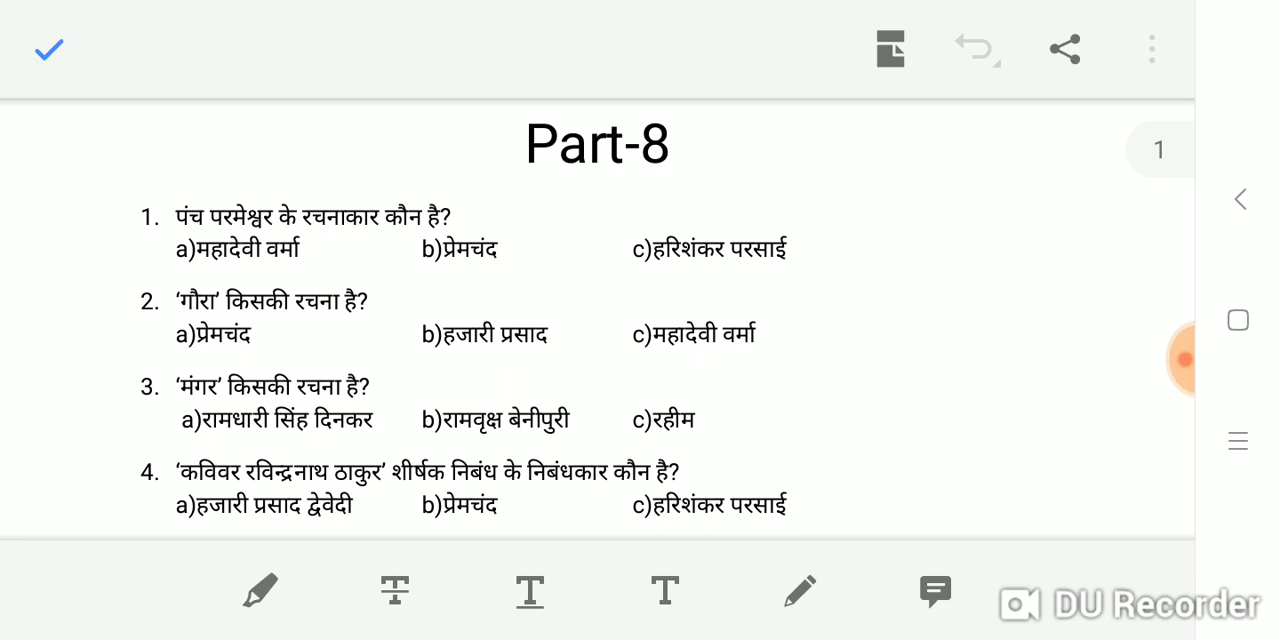 Part-8
1
1. पंच परमेश्वर के रचनाकार कौन है?
a)महादेवी वर्मा b)प्रेमचंद c)हरिशंकर परसाई
2. ‘गौरा’ किसकी रचना है?
a)प्रेमचंद b)हजारी प्रसाद c)महादेवी वर्मा
3. ‘मंगर’ किसकी रचना है?
a)रामधारी सिंह दिनकर b)रामवृक्ष बेनीपुरी c)रहीम
4. ‘कविवर रविन्द्रनाथ ठाकुर’ शीर्षक निबंध के निबंधकार कौन है?
a)हजारी प्रसाद द्वेवेदी b)प्रेमचंद c)हरिशंकर परसाई
DU Recorder